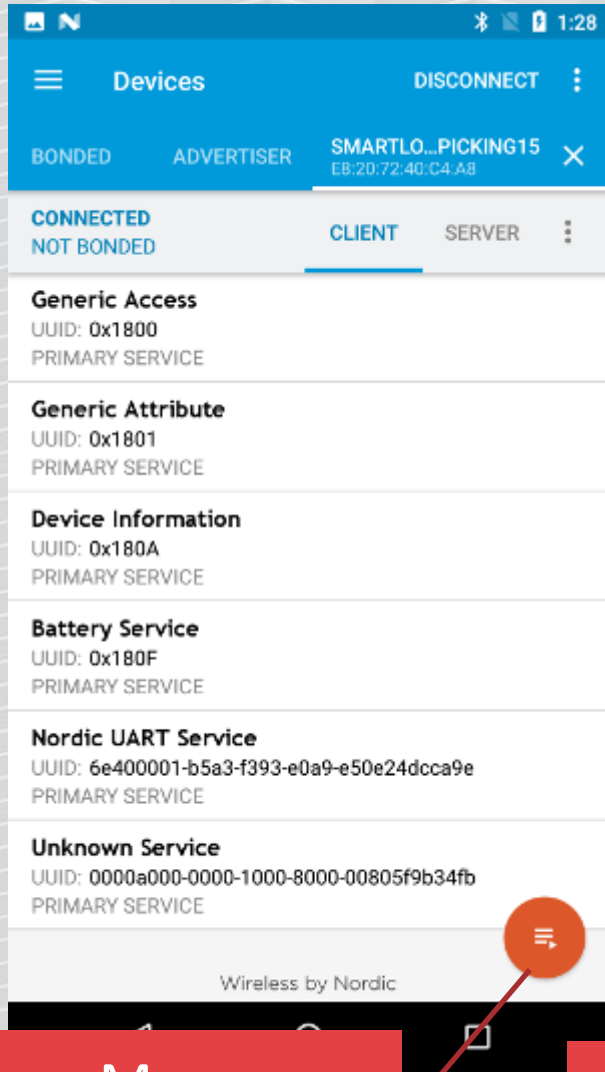 1:28
Devices
DISCONNECT
BONDED
ADVERTISER
SMARTLO...PICKING15
E8:20:72:40:C4:A8
CONNECTED
NOT BONDED
CLIENT
SERVER
Generic Access
UUID: 0x1800
PRIMARY SERVICE
Generic Attribute
UUID: 0x1801
PRIMARY SERVICE
Device Information
UUID: 0x180A
PRIMARY SERVICE
Battery Service
UUID: 0x180F
PRIMARY SERVICE
Nordic UART Service
UUID: 6e400001-b5a3-f393-e0a9-e50e24dcca9e
PRIMARY SERVICE
Unknown Service
UUID: 0000a000-0000-1000-8000-00805f9b34fb
PRIMARY SERVICE
Wireless by Nordic